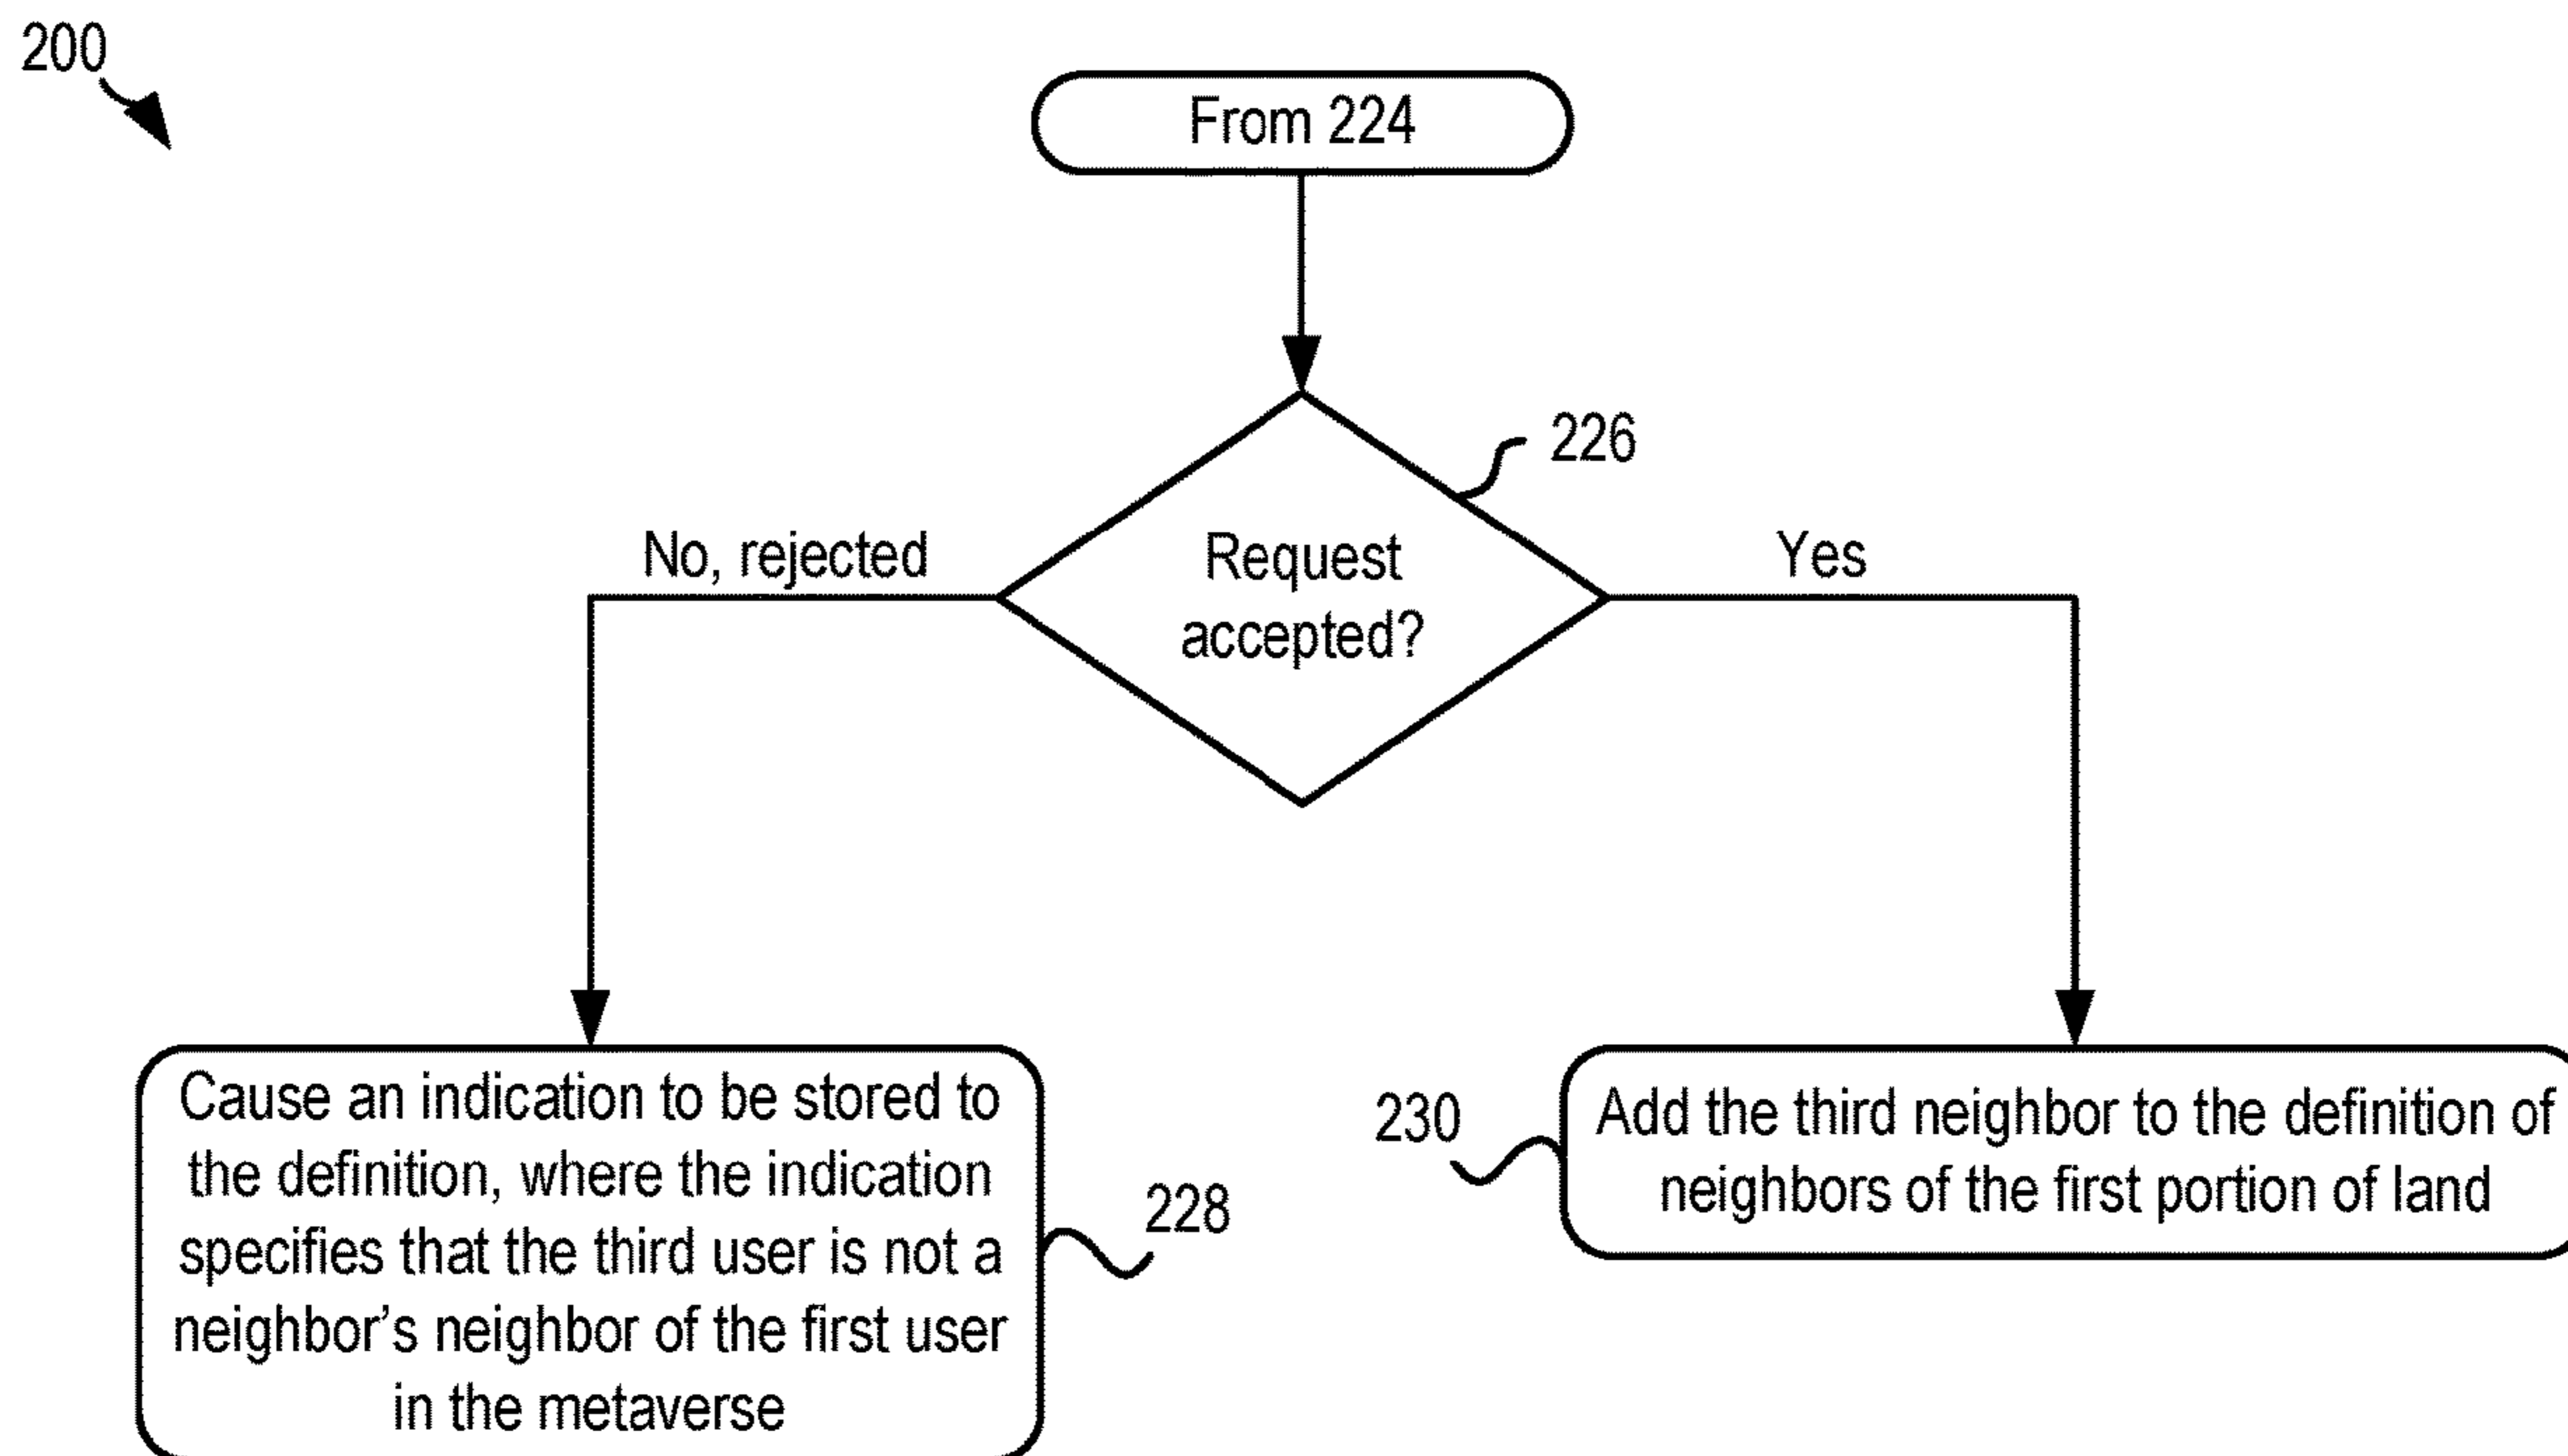 200
From 224
226
No, rejected
Yes
Request
accepted?
Cause an indication to be stored to
the definition, where the indication
specifies that the third user is not a
neighbor’s neighbor of the first user
in the metaverse
228
230
Add the third neighbor to the definition of
neighbors of the first portion of land